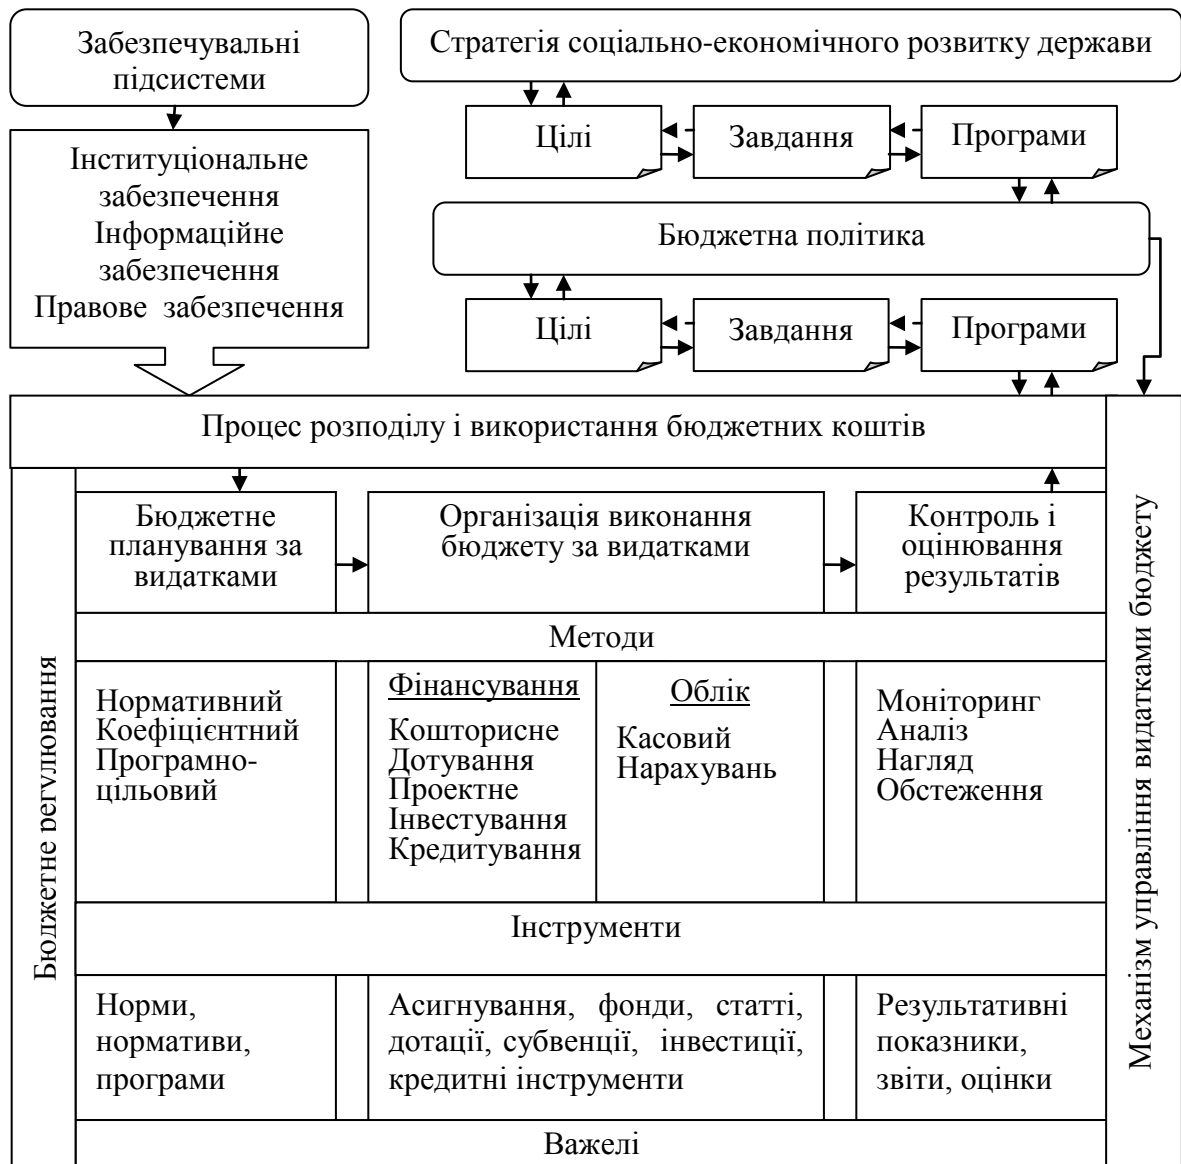 Забезпечувальні
підсистеми
Стратегія соціально-економічного розвитку держави
Цілі
Завдання
Програми
Інституціональне
забезпечення
Інформаційне
забезпечення
Правове забезпечення
Бюджетна політика
Цілі
Завдання
Програми
Процес розподілу і використання бюджетних коштів
Бюджетне регулювання
Механізм управління видатками бюджету
Бюджетне
планування за
видатками
Організація виконання
бюджету за видатками
Контроль і
оцінювання
результатів
Методи
Нормативний
Коефіцієнтний
Програмно-
цільовий
Фінансування
Кошторисне
Дотування
Проектне
Інвестування
Кредитування
Облік
Касовий
Нарахувань
Моніторинг
Аналіз
Нагляд
Обстеження
Інструменти
Норми,
нормативи,
програми
Асигнування, фонди, статті,
дотації, субвенції, інвестиції,
кредитні інструменти
Результативні
показники,
звіти, оцінки
Важелі